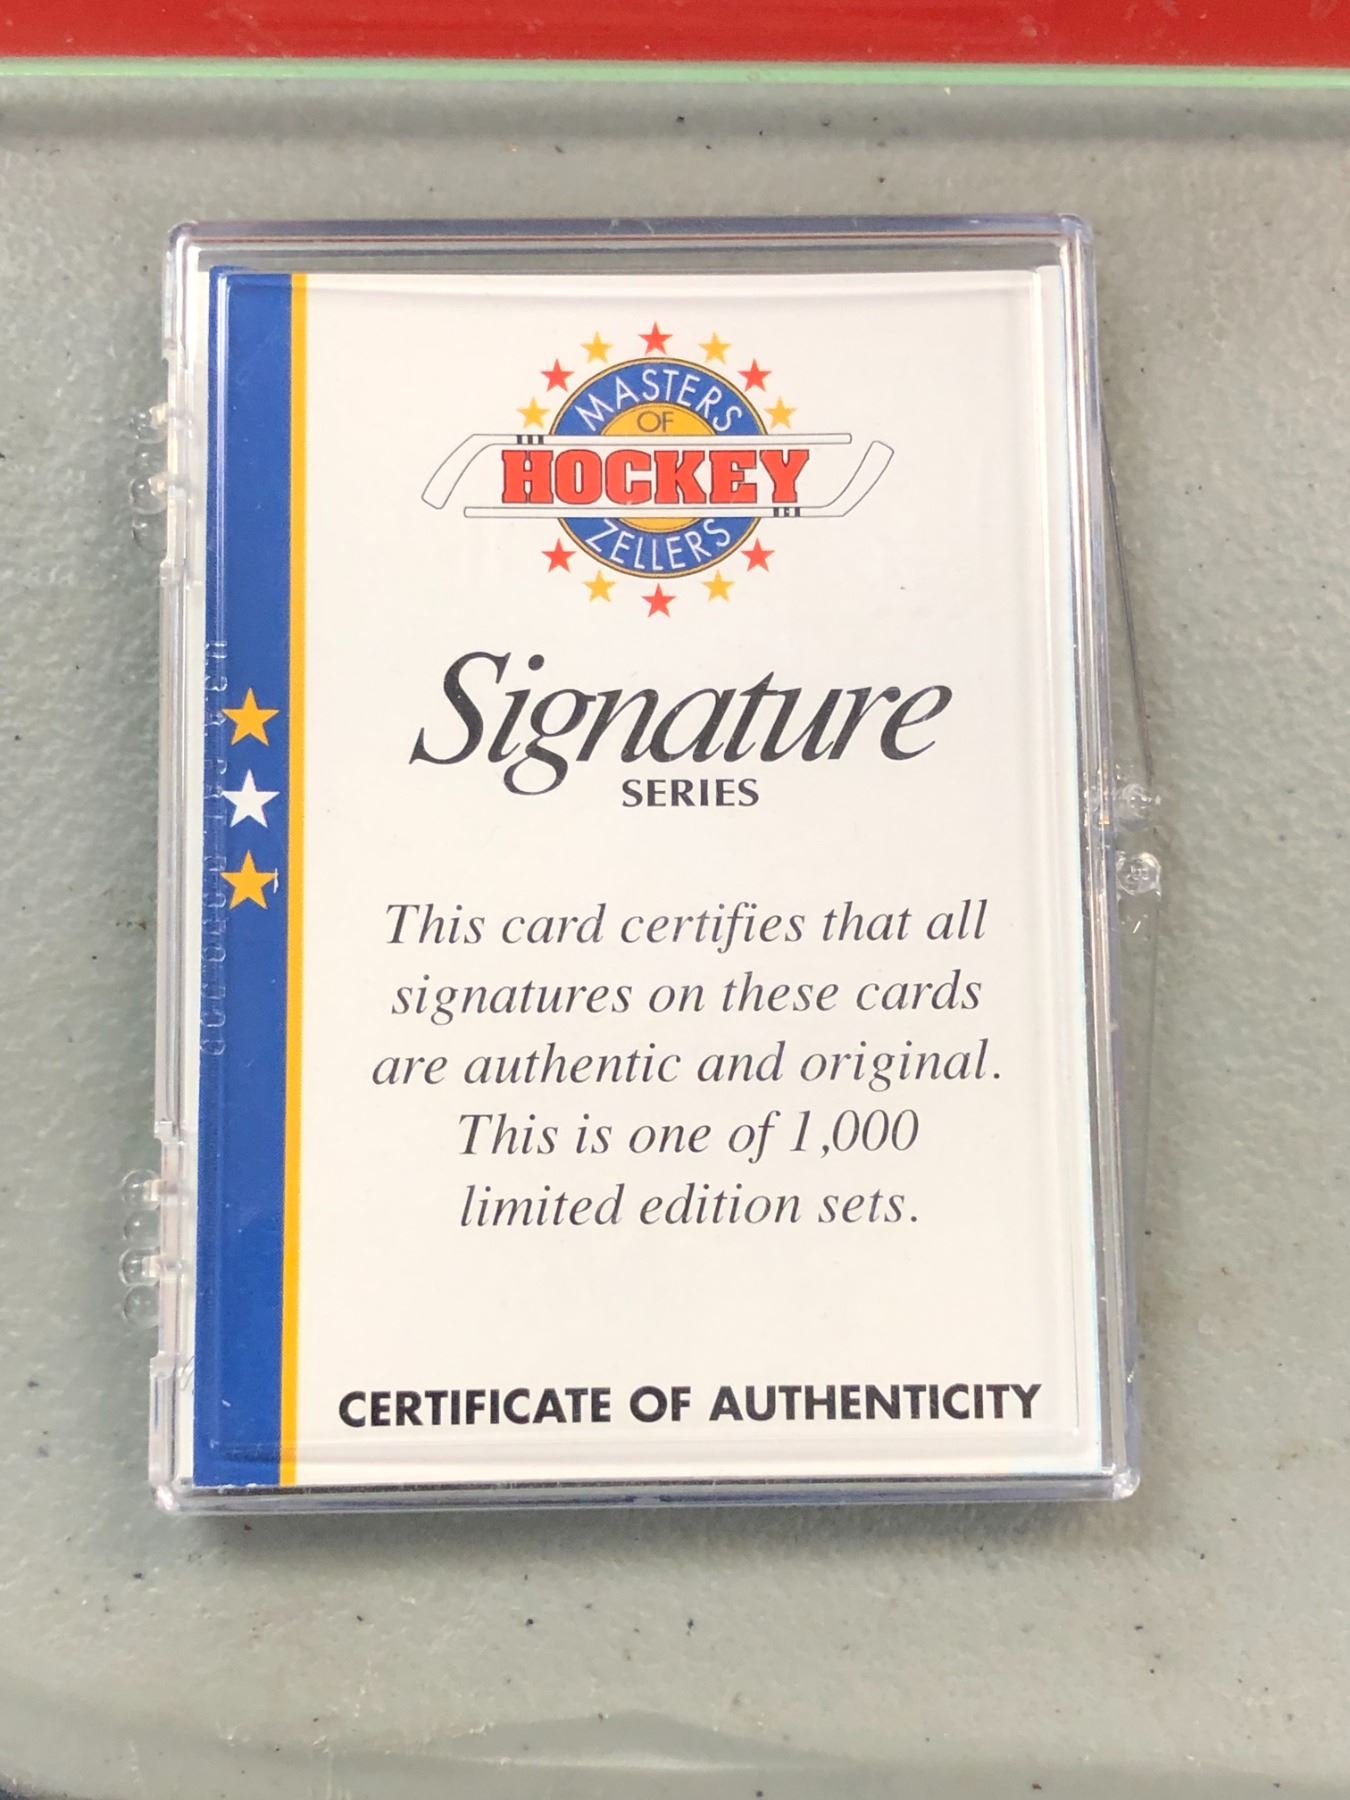 MASTERS
OF
HOCKEY
ZELLERS
Signature
SERIES
This card certifies that all
signatures on these cards
are authentic and original.
This is one of 1,000
limited edition sets.
CERTIFICATE OF AUTHENTICITY